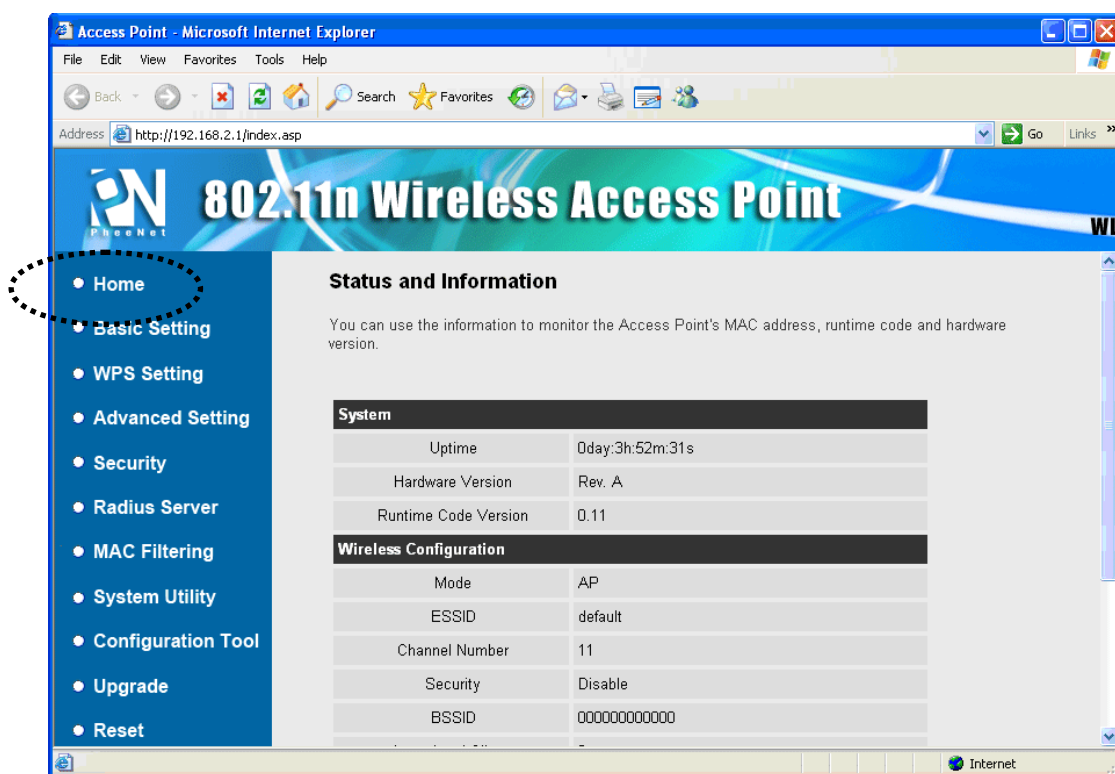 Access Point - Microsoft Internet Explorer
File Edit View Favorites Tools Help
Back Search Favorites
Address http://192.168.2.1/index.asp Go Links »
PN
PheeNet
802.11n Wireless Access Point
Home
Basic Setting
WPS Setting
Advanced Setting
Security
Radius Server
MAC Filtering
System Utility
Configuration Tool
Upgrade
Reset
Status and Information
You can use the information to monitor the Access Point's MAC address, runtime code and hardware
version.
System
Uptime 0day:3h:52m:31s
Hardware Version Rev. A
Runtime Code Version 0.11
Wireless Configuration
Mode AP
ESSID default
Channel Number 11
Security Disable
BSSID 000000000000
Internet